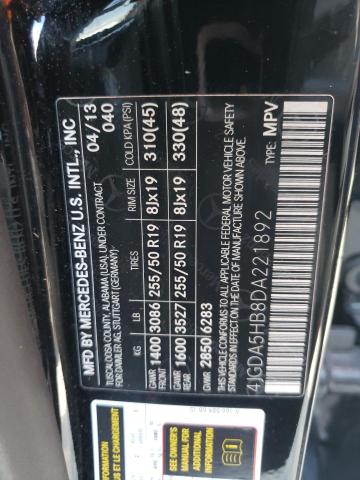 MFD BY MERCEDES-BENZ U.S. INTL., INC
TUSCALOOSA COUNTY, ALABAMA (USA), UNDER CONTRACT
FOR DAIMLER AG, STUTTGART (GERMANY)
04/13
040
KG LB TIRES RIM SIZE COLD KPA (PSI)
GAWR FRONT 1400 3086 255/50 R19 8Jx19 310(45)
GAWR REAR 1600 3527 255/50 R19 8Jx19 330(48)
GVWR 2850 6283
THIS VEHICLE CONFORMS TO ALL APPLICABLE FEDERAL MOTOR VEHICLE SAFETY
STANDARDS IN EFFECT ON THE DATE OF MANUFACTURE SHOWN ABOVE.
4JGDA5HB8DA221892 TYPE: MPV
INFORMATION
ET LE CHARGEMENT
SEE OWNER'S
MANUAL FOR
ADDITIONAL
INFORMATION